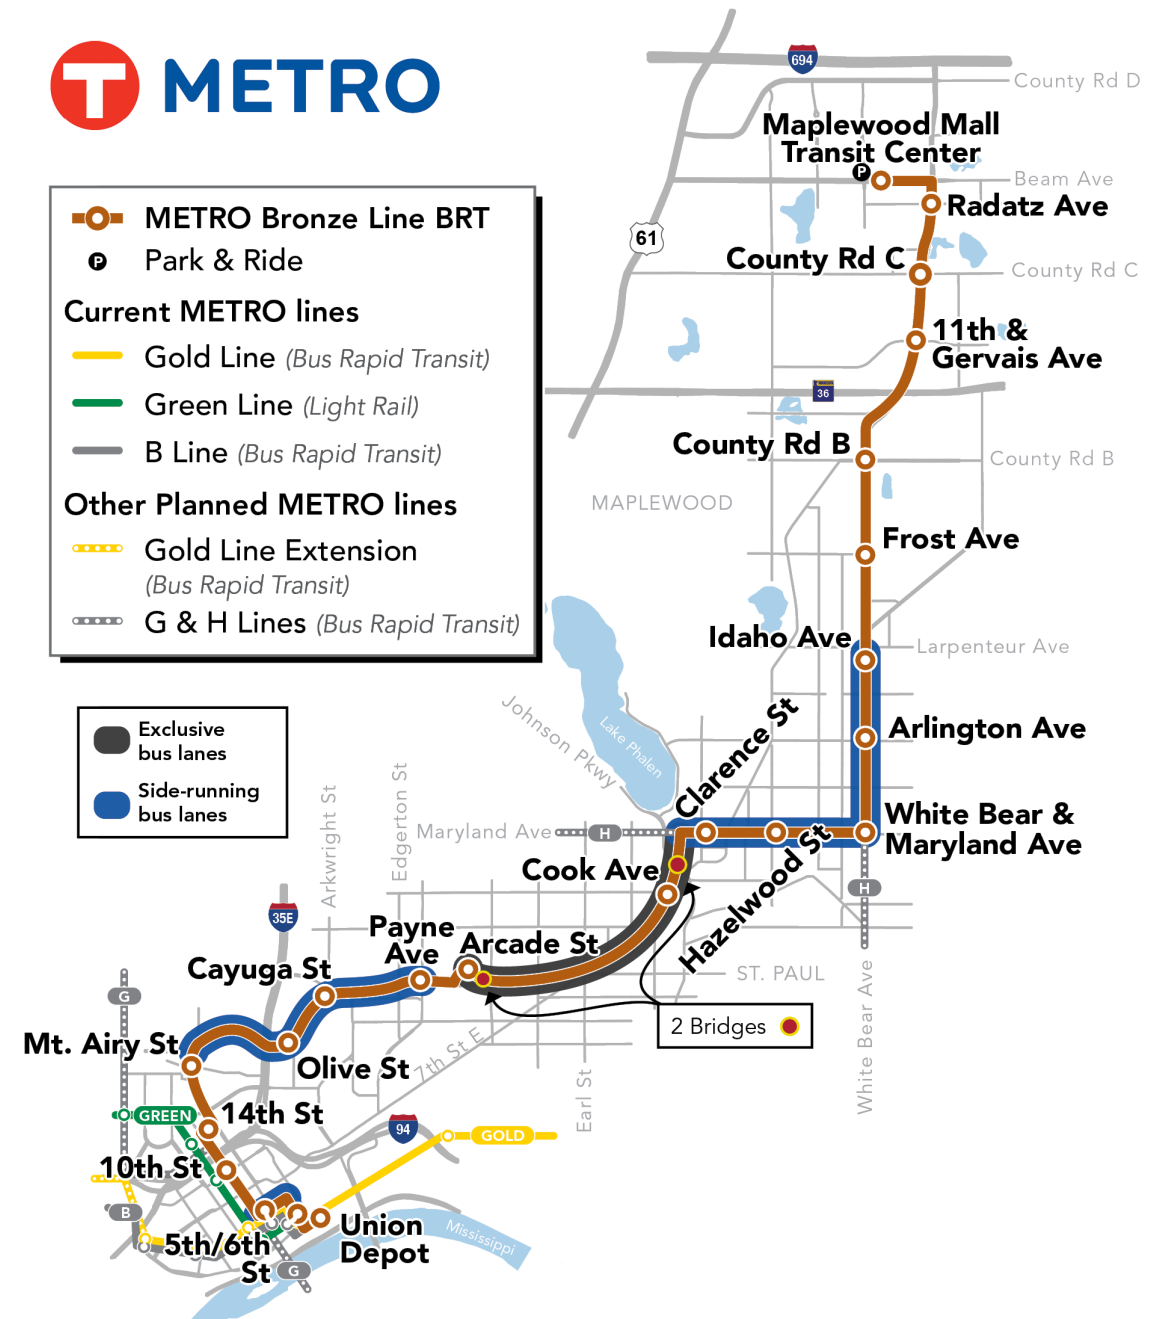 T METRO
METRO Bronze Line BRT
P Park & Ride
Current METRO lines
Gold Line (Bus Rapid Transit)
Green Line (Light Rail)
B Line (Bus Rapid Transit)
Other Planned METRO lines
Gold Line Extension
(Bus Rapid Transit)
G & H Lines (Bus Rapid Transit)
Exclusive
bus lanes
Side-running
bus lanes
694
County Rd D
Maplewood Mall
Transit Center
P
Beam Ave
Radatz Ave
61
County Rd C
County Rd C
11th &
Gervais Ave
36
County Rd B
County Rd B
MAPLEWOOD
Frost Ave
Idaho Ave
Larpenteur Ave
Johnson Pkwy
Lake Phalen
Clarence St
Arlington Ave
White Bear &
Maryland Ave
Maryland Ave
H
Hazelwood St
Cook Ave
H
Arkwright St
Edgerton St
35E
Payne
Ave
Arcade St
Cayuga St
ST. PAUL
2 Bridges
White Bear Ave
G
Mt. Airy St
Olive St
7th St E
Earl St
GREEN
14th St
94
GOLD
10th St
B
5th/6th
St
G
Union
Depot
Mississippi